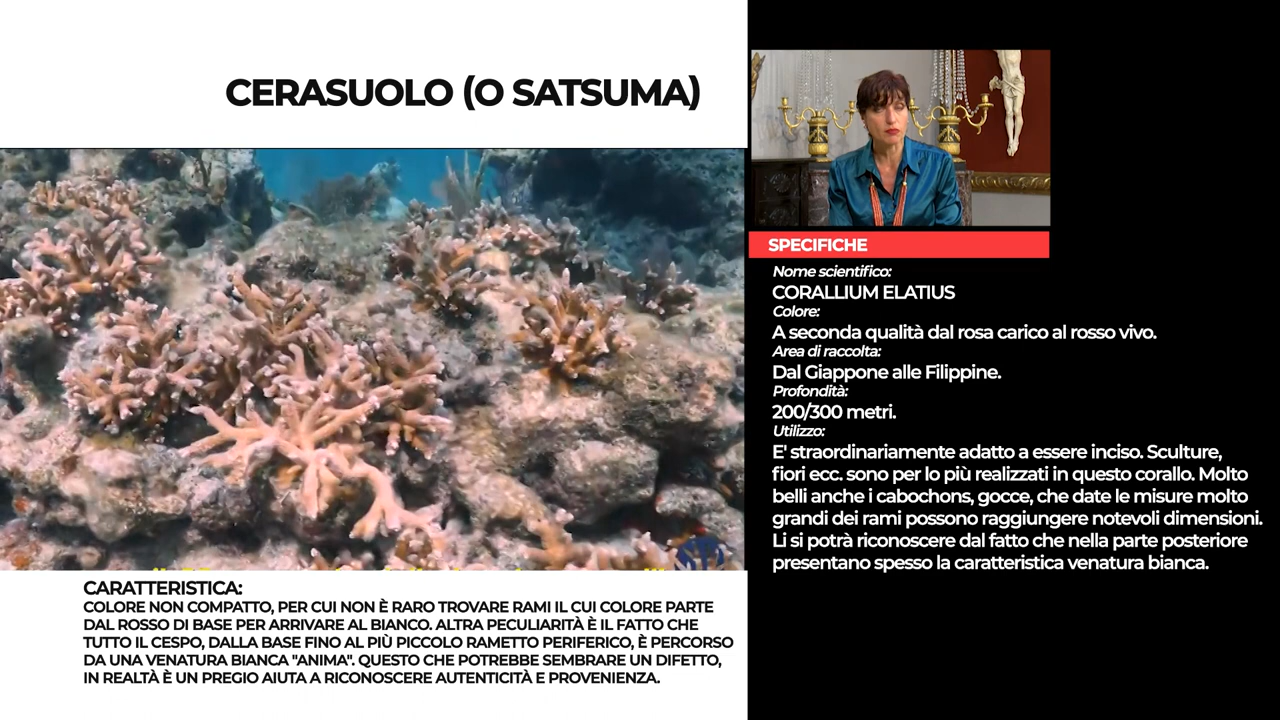 CERASUOLO (O SATSUMA)
CARATTERISTICA:
COLORE NON COMPATTO, PER CUI NON È RARO TROVARE RAMI IL CUI COLORE PARTE
DAL ROSSO DI BASE PER ARRIVARE AL BIANCO. ALTRA PECULIARITÀ È IL FATTO CHE
TUTTO IL CESPO, DALLA BASE FINO AL PIÙ PICCOLO RAMETTO PERIFERICO, È PERCORSO
DA UNA VENATURA BIANCA "ANIMA". QUESTO CHE POTREBBE SEMBRARE UN DIFETTO,
IN REALTÀ È UN PREGIO AIUTA A RICONOSCERE AUTENTICITÀ E PROVENIENZA.
SPECIFICHE
Nome scientifico:
CORALLIUM ELATIUS
Colore:
A seconda qualità dal rosa carico al rosso vivo.
Area di raccolta:
Dal Giappone alle Filippine.
Profondità:
200/300 metri.
Utilizzo:
E' straordinariamente adatto a essere inciso. Sculture,
fiori ecc. sono per lo più realizzati in questo corallo. Molto
belli anche i cabochons, gocce, che date le misure molto
grandi dei rami possono raggiungere notevoli dimensioni.
Li si potrà riconoscere dal fatto che nella parte posteriore
presentano spesso la caratteristica venatura bianca.